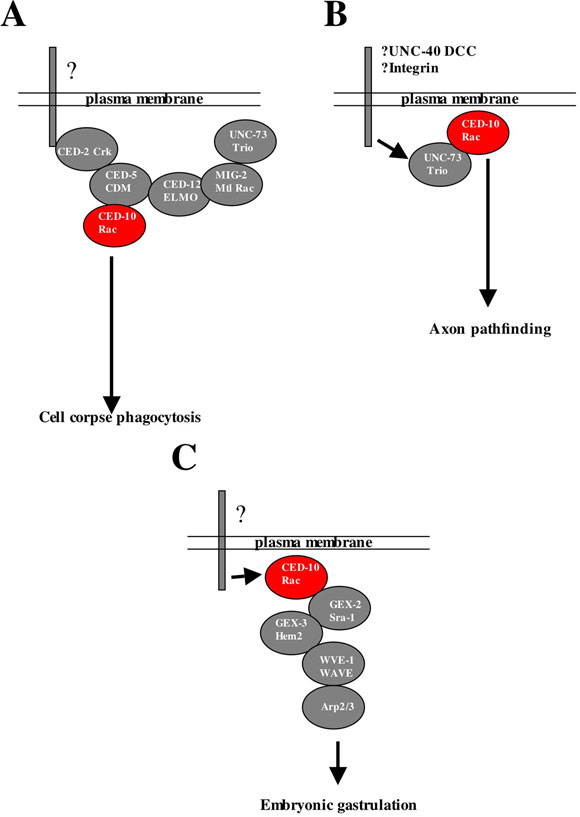 A
?
plasma membrane
CED-2 Crk
CED-5
CDM
CED-12
ELMO
MIG-2
Mtl Rac
UNC-73
Trio
CED-10
Rac
Cell corpse phagocytosis
B
?UNC-40 DCC
?Integrin
plasma membrane
CED-10
Rac
UNC-73
Trio
Axon pathfinding
C
?
plasma membrane
CED-10
Rac
GEX-2
Sra-1
GEX-3
Hem2
WVE-1
WAVE
Arp2/3
Embryonic gastrulation